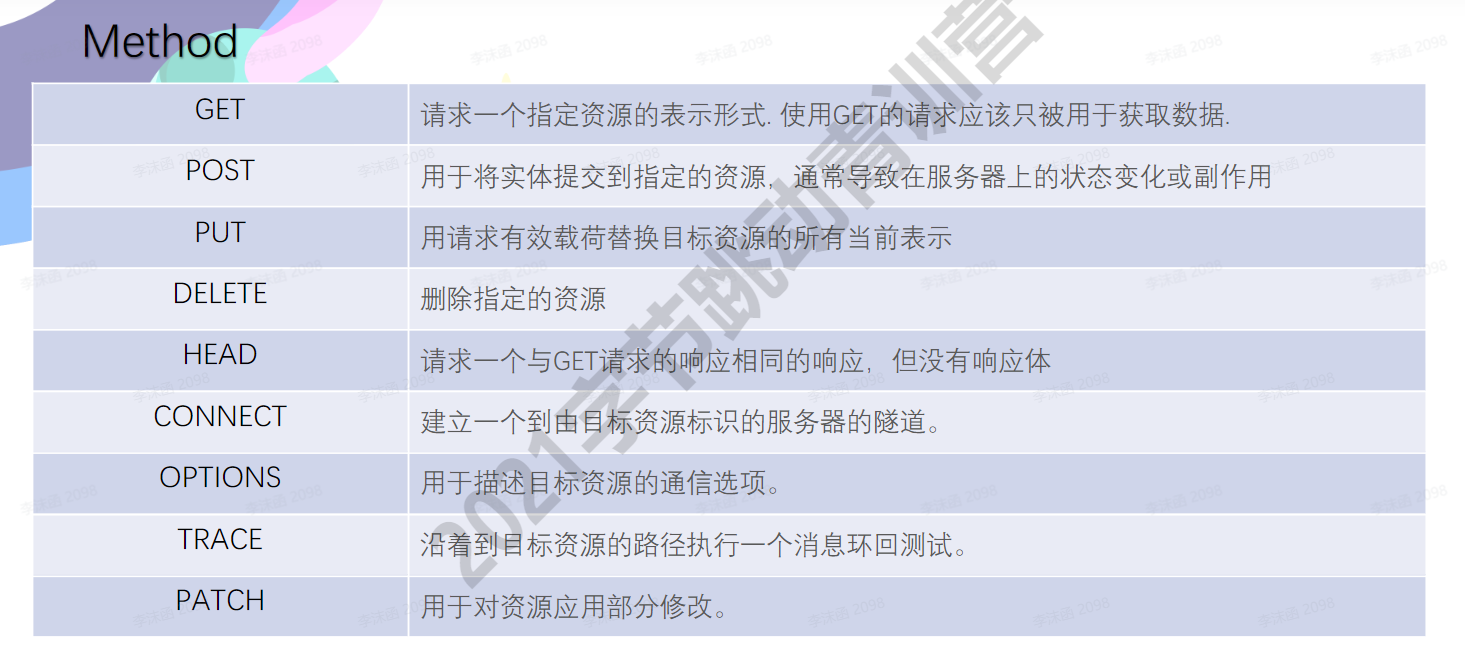 Method
GET
请求一个指定资源的表示形式. 使用GET的请求应该只被用于获取数据.
POST
用于将实体提交到指定的资源，通常导致在服务器上的状态变化或副作用
PUT
用请求有效载荷替换目标资源的所有当前表示
DELETE
删除指定的资源
HEAD
请求一个与GET请求的响应相同的响应，但没有响应体
CONNECT
建立一个到由目标资源标识的服务器的隧道。
OPTIONS
用于描述目标资源的通信选项。
TRACE
沿着到目标资源的路径执行一个消息环回测试。
PATCH
用于对资源应用部分修改。
2021字节跳动青训营
李沫函 2098